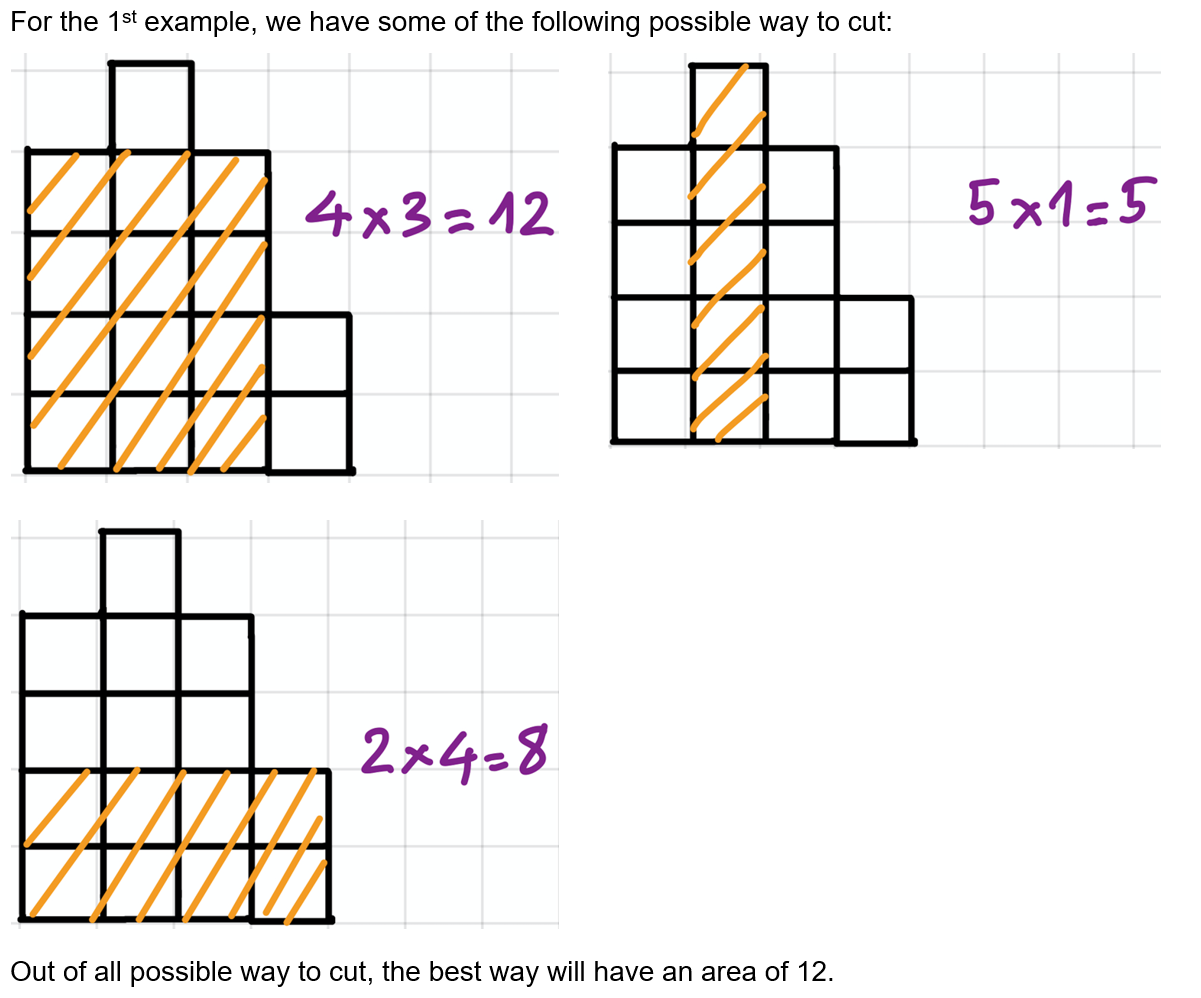 For the 1st example, we have some of the following possible way to cut:
4×3=12
5×1=5
2×4=8
Out of all possible way to cut, the best way will have an area of 12.